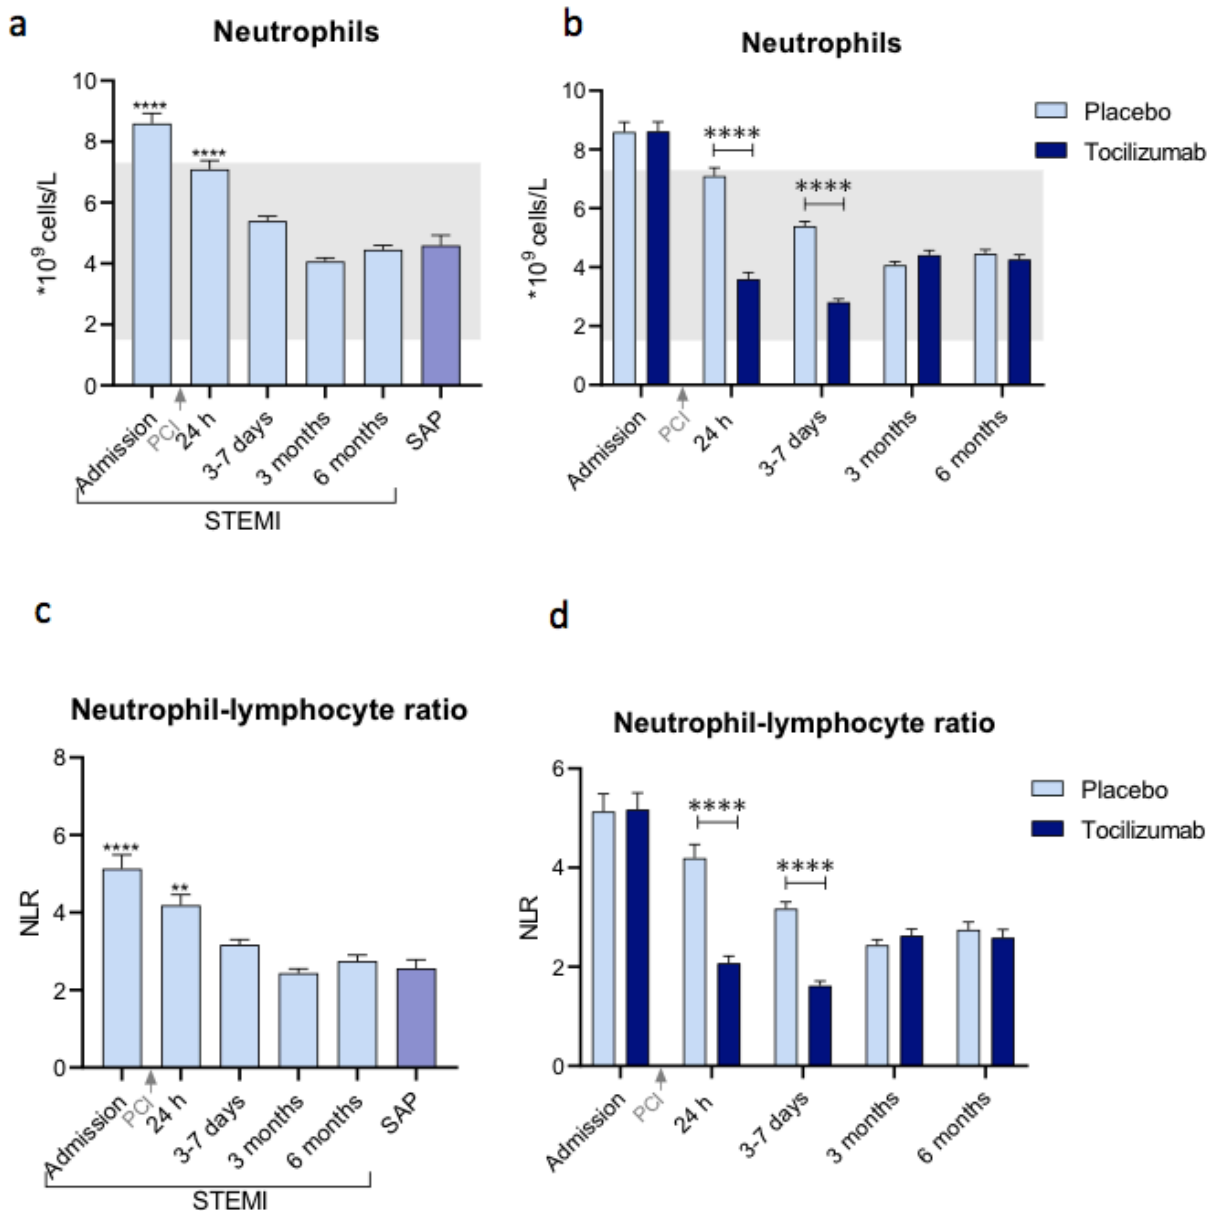 a
Neutrophils
10
8
6
4
2
0
*10⁹ cells/L
****
****
Admission
PCI
24 h
3-7 days
3 months
6 months
SAP
STEMI
b
Neutrophils
10
8
6
4
2
0
*10⁹ cells/L
****
****
Placebo
Tocilizumab
Admission
PCI
24 h
3-7 days
3 months
6 months
c
Neutrophil-lymphocyte ratio
8
6
4
2
0
NLR
****
**
Admission
PCI
24 h
3-7 days
3 months
6 months
SAP
STEMI
d
Neutrophil-lymphocyte ratio
6
4
2
0
NLR
****
****
Placebo
Tocilizumab
Admission
PCI
24 h
3-7 days
3 months
6 months